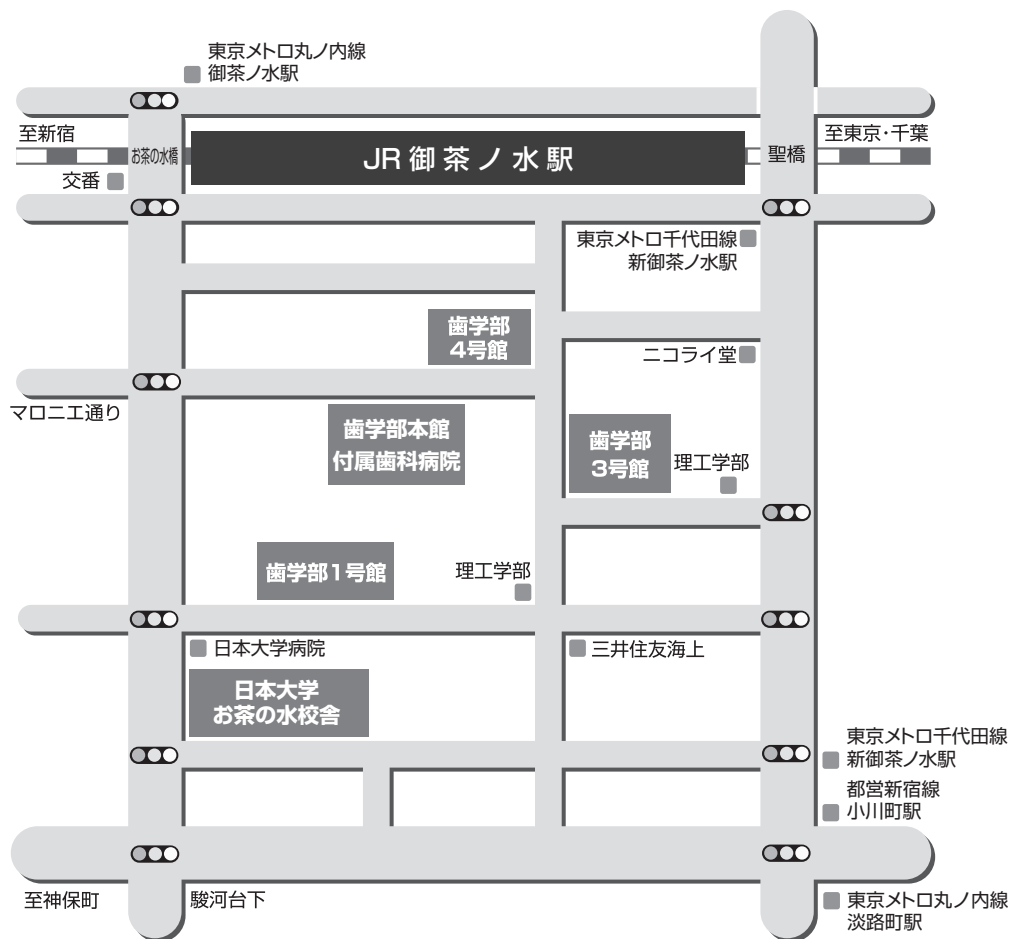 東京メトロ丸ノ内線
御茶ノ水駅
至新宿
お茶の水橋
JR 御茶ノ水駅
聖橋
至東京・千葉
交番
東京メトロ千代田線
新御茶ノ水駅
歯学部
4号館
ニコライ堂
マロニエ通り
歯学部本館
付属歯科病院
歯学部
3号館
理工学部
歯学部1号館
理工学部
日本大学病院
三井住友海上
日本大学
お茶の水校舎
東京メトロ千代田線
新御茶ノ水駅
都営新宿線
小川町駅
至神保町
駿河台下
東京メトロ丸ノ内線
淡路町駅